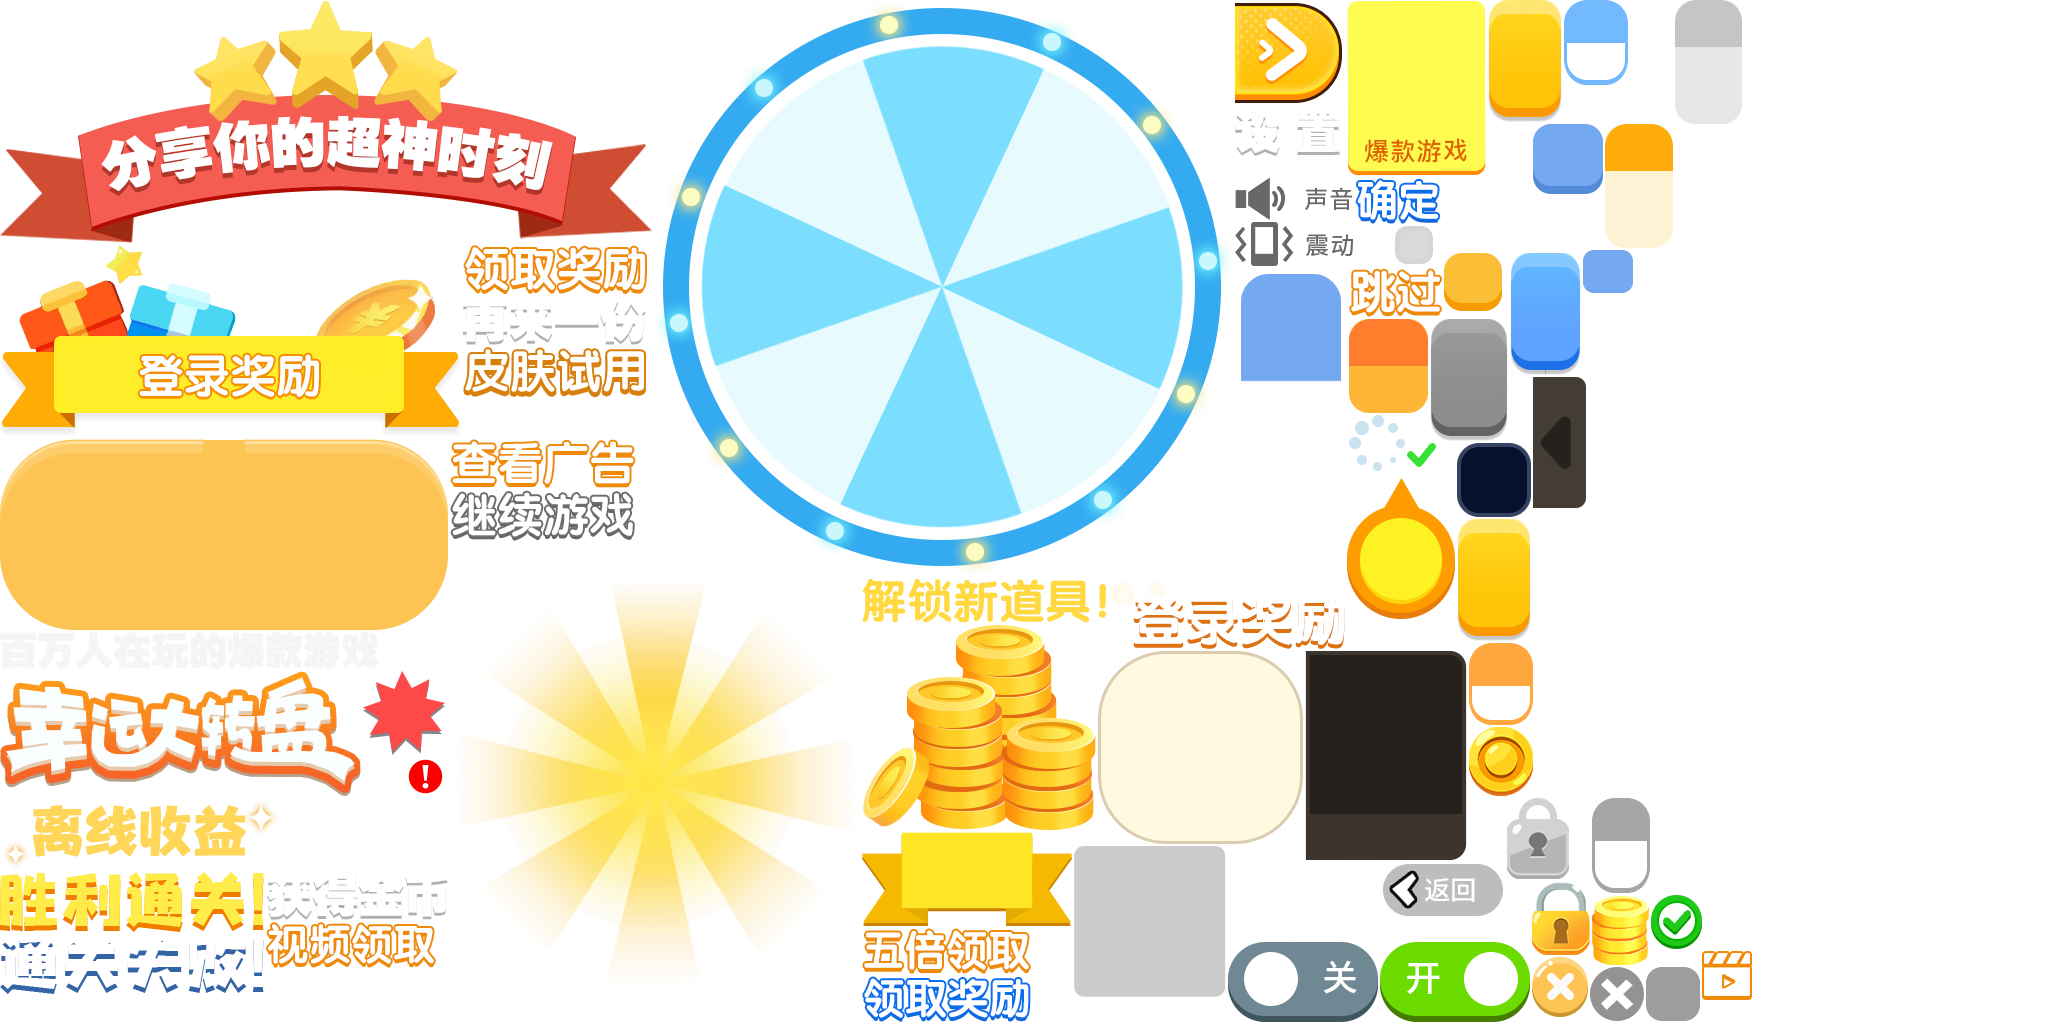 分享你的超神时刻
领取奖励
再来一份
皮肤试用
登录奖励
查看广告
继续游戏
百万人在玩的爆款游戏
幸运大转盘
离线收益
胜利通关!
通关失败!
获得金币
视频领取
解锁新道具!
登录奖励
五倍领取
领取奖励
设置
爆款游戏
声音
确定
震动
跳过
返回
关
开